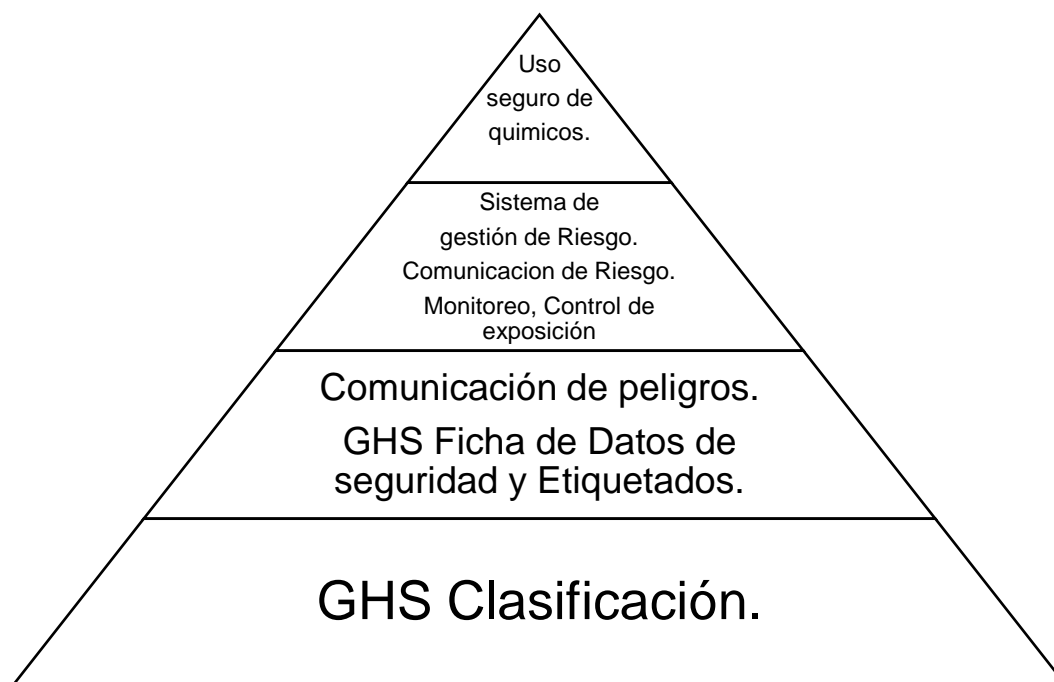 Uso
seguro de
quimicos.
Sistema de
gestión de Riesgo.
Comunicacion de Riesgo.
Monitoreo, Control de
exposición
Comunicación de peligros.
GHS Ficha de Datos de
seguridad y Etiquetados.
GHS Clasificación.